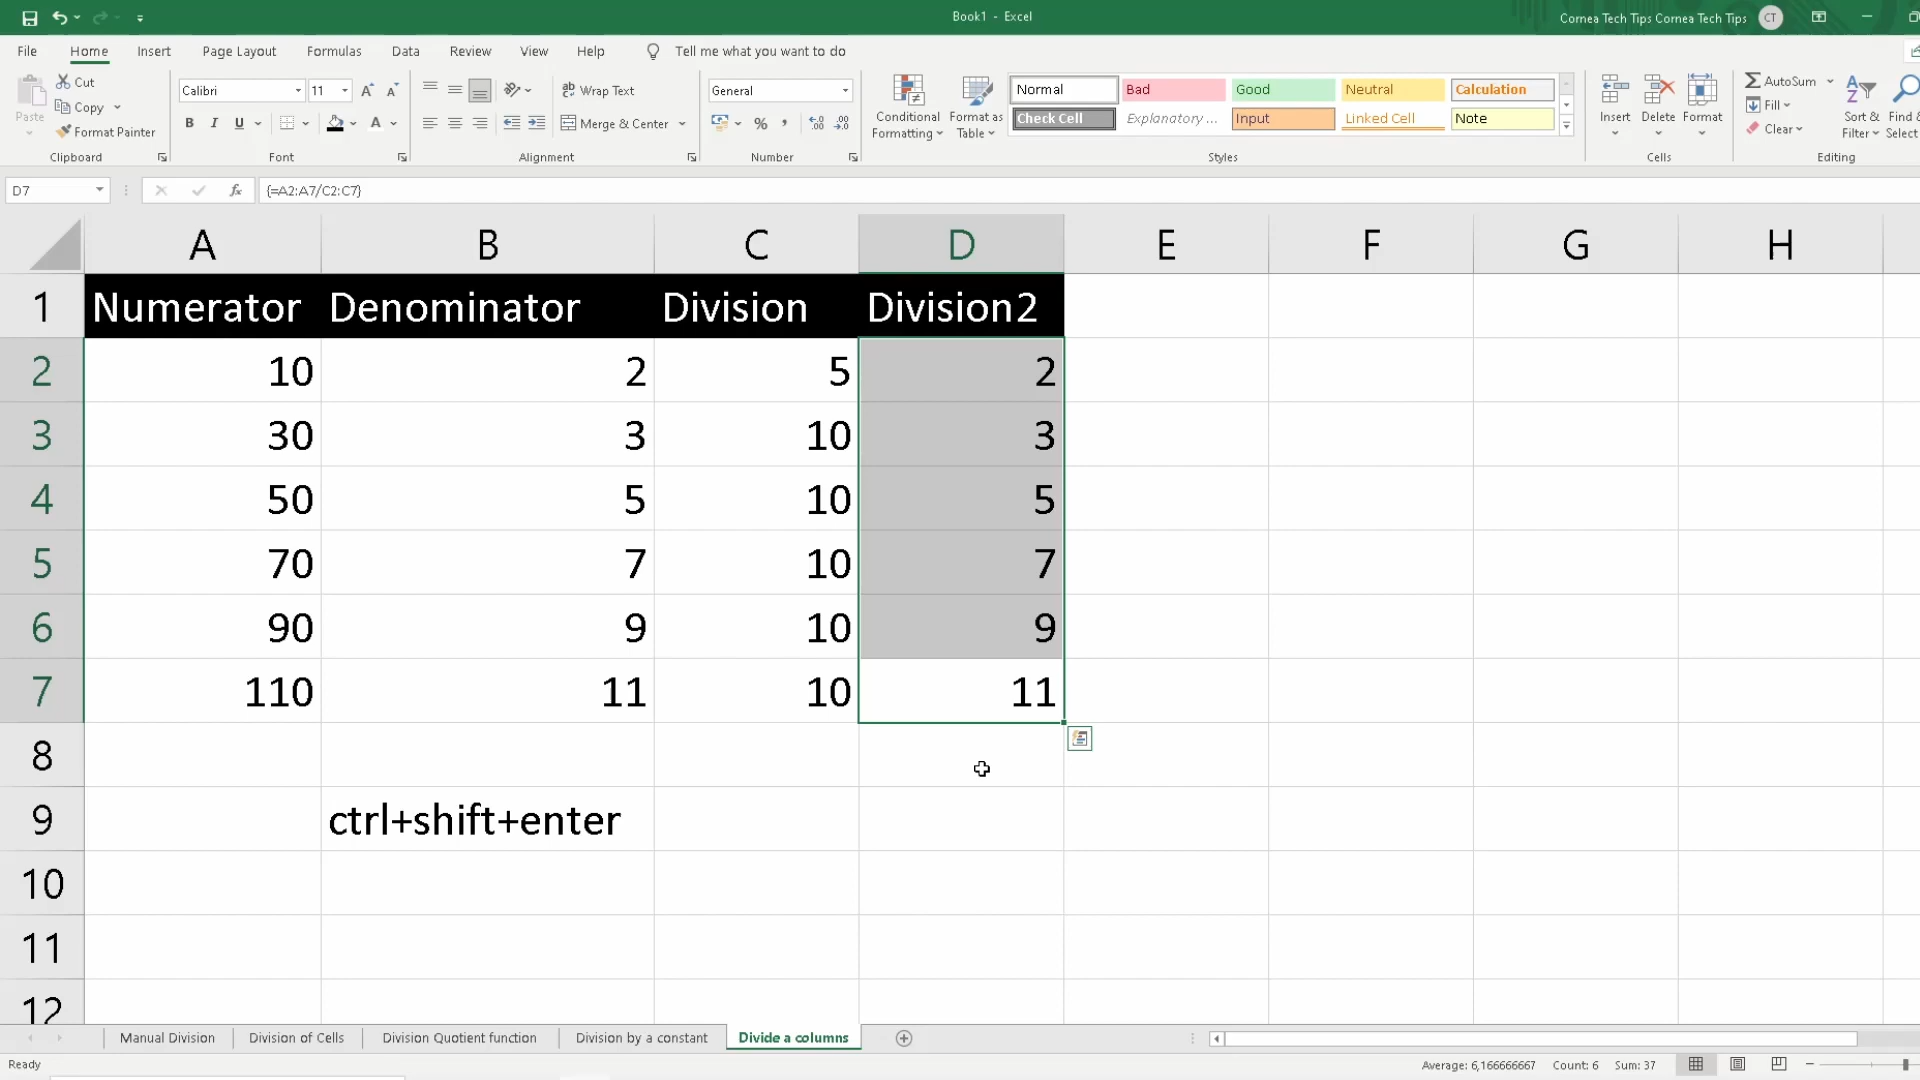 Book1 - Excel
Cornea Tech Tips Cornea Tech Tips CT
File Home Insert Page Layout Formulas Data Review View Help Tell me what you want to do
Paste
Cut
Copy
Format Painter
Clipboard
Calibri 11
B I U
Font
Wrap Text
Merge & Center
Alignment
General
Number
Conditional Formatting
Format as Table
Normal Bad Good Neutral Calculation
Check Cell Explanatory ... Input Linked Cell Note
Styles
Insert Delete Format
Cells
AutoSum
Fill
Clear
Sort & Filter
Find & Select
Editing
D7 fx {=A2:A7/C2:C7}
A B C D E F G H
1 Numerator Denominator Division Division2
2 10 2 5 2
3 30 3 10 3
4 50 5 10 5
5 70 7 10 7
6 90 9 10 9
7 110 11 10 11
8
9 ctrl+shift+enter
10
11
12
Manual Division Division of Cells Division Quotient function Division by a constant Divide a columns
Ready Average: 6,166666667 Count: 6 Sum: 37